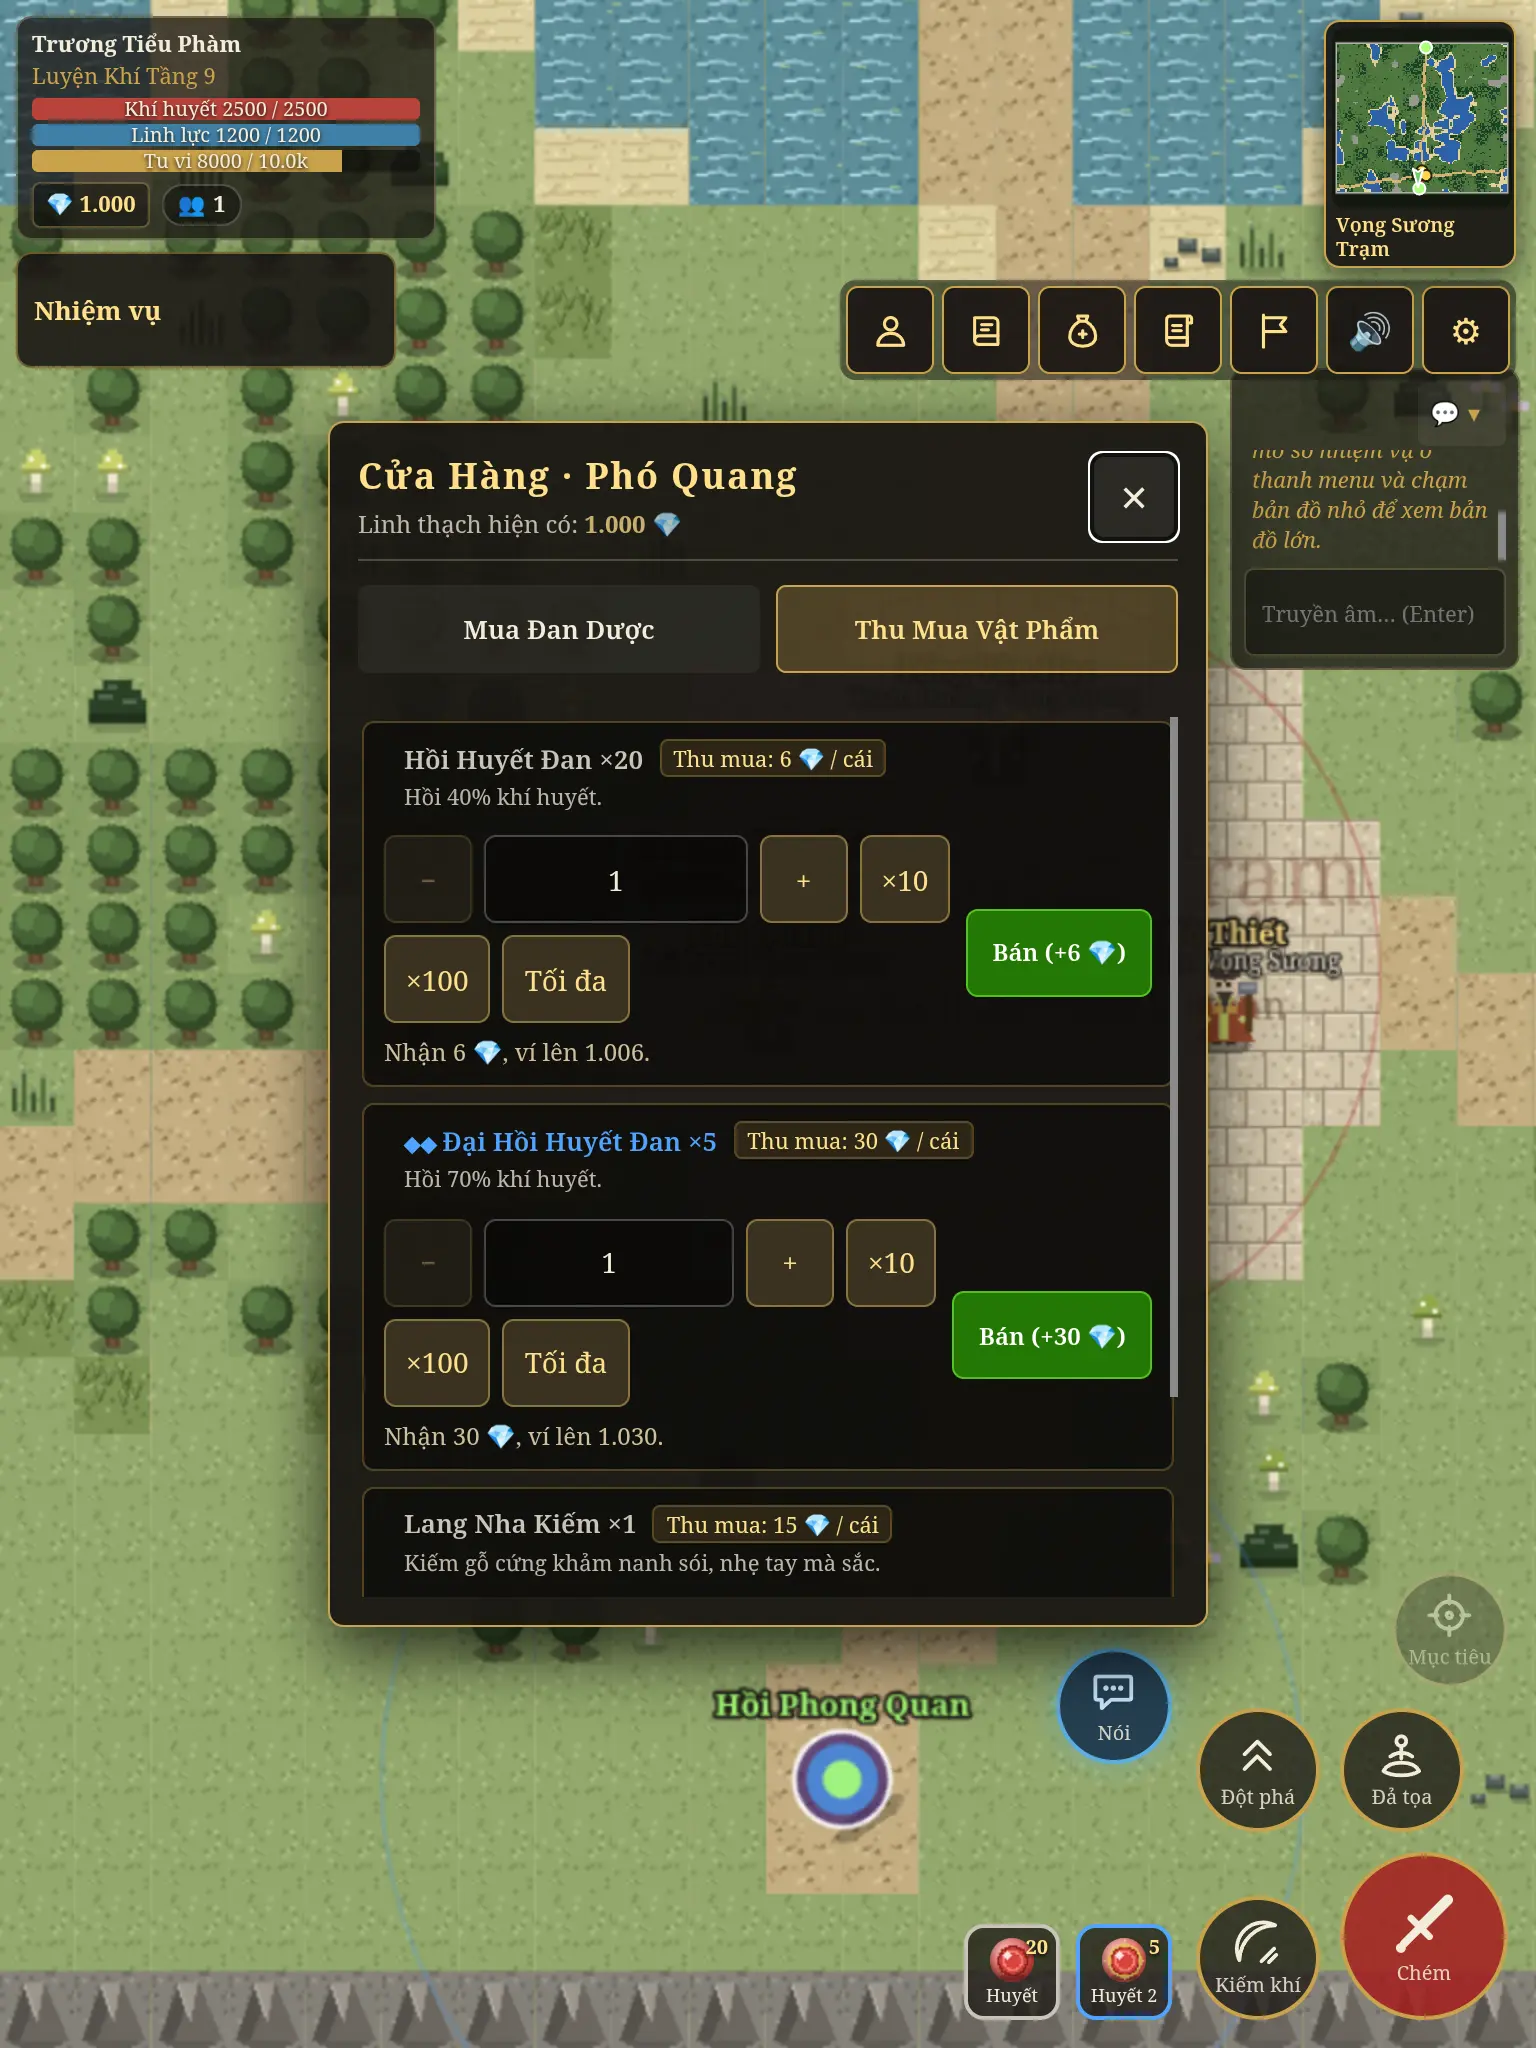 Trương Tiểu Phàm
Luyện Khí Tầng 9
Khí huyết 2500 / 2500
Linh lực 1200 / 1200
Tu vi 8000 / 10.0k
💎 1.000
👥 1
Nhiệm vụ
Vọng Sương
Trạm
mở sổ nhiệm vụ ở
thanh menu và chạm
bản đồ nhỏ để xem bản
đồ lớn.
Truyền âm... (Enter)
Cửa Hàng · Phó Quang
Linh thạch hiện có: 1.000 💎
×
Mua Đan Dược
Thu Mua Vật Phẩm
Hồi Huyết Đan ×20
Thu mua: 6 💎 / cái
Hồi 40% khí huyết.
−
1
+
×10
×100
Tối đa
Bán (+6 💎)
Nhận 6 💎, ví lên 1.006.
◆◆ Đại Hồi Huyết Đan ×5
Thu mua: 30 💎 / cái
Hồi 70% khí huyết.
−
1
+
×10
×100
Tối đa
Bán (+30 💎)
Nhận 30 💎, ví lên 1.030.
Lang Nha Kiếm ×1
Thu mua: 15 💎 / cái
Kiếm gỗ cứng khảm nanh sói, nhẹ tay mà sắc.
Thiết
Vọng Sương
Hồi Phong Quan
Nói
Mục tiêu
Đột phá
Đả tọa
20
Huyết
5
Huyết 2
Kiếm khí
Chém